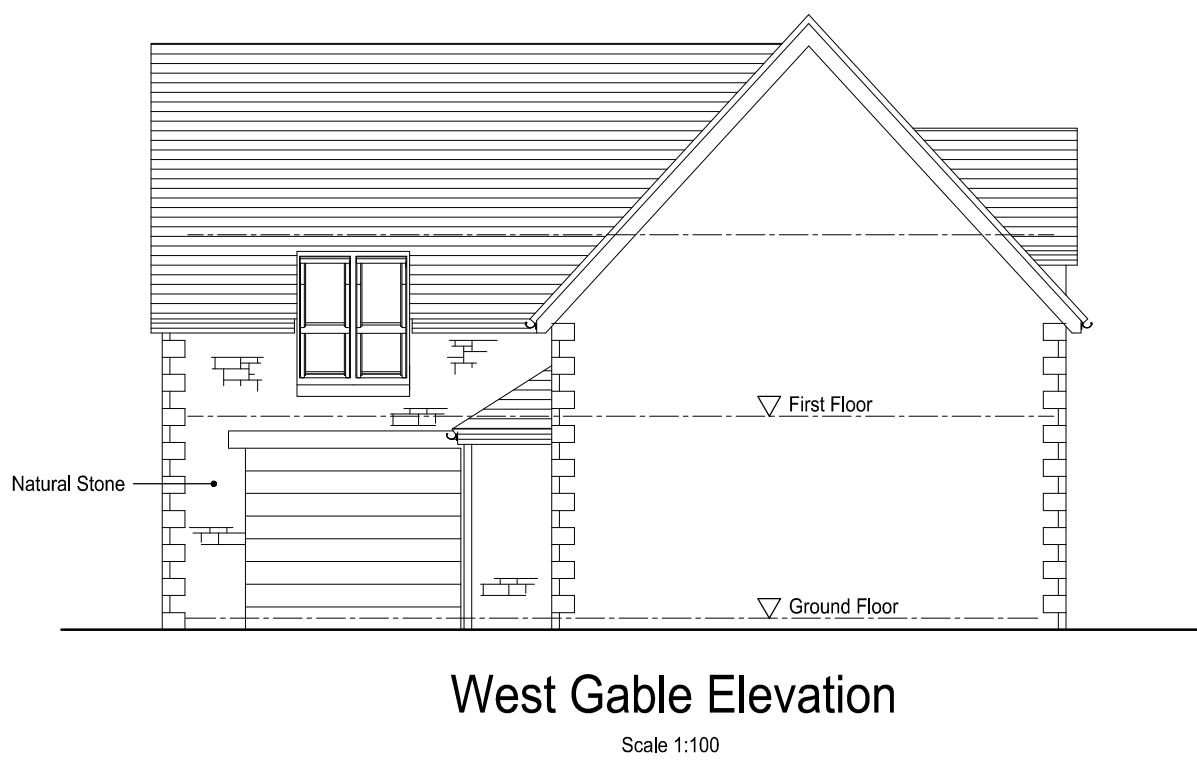 First Floor
Natural Stone
Ground Floor
West Gable Elevation
Scale 1:100